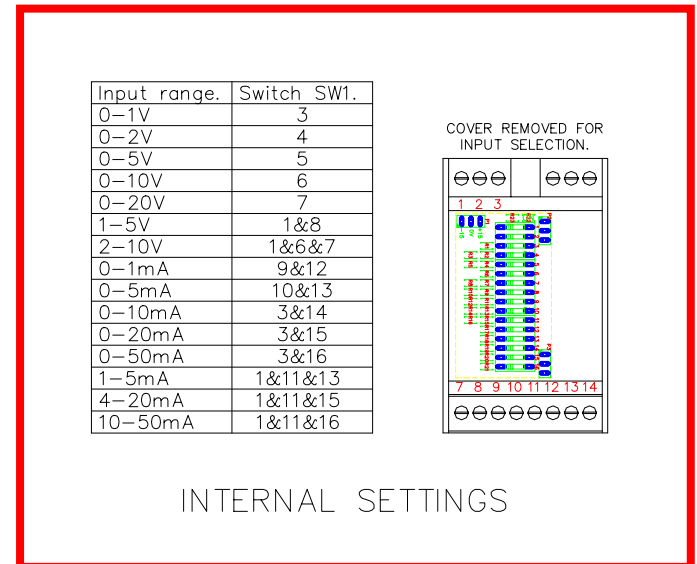 Input range. Switch SW1.
0-1V 3
0-2V 4
0-5V 5
0-10V 6
0-20V 7
1-5V 1&8
2-10V 1&6&7
0-1mA 9&12
0-5mA 10&13
0-10mA 3&14
0-20mA 3&15
0-50mA 3&16
1-5mA 1&11&13
4-20mA 1&11&15
10-50mA 1&11&16
COVER REMOVED FOR
INPUT SELECTION.
1 2 3
7 8 9 10 11 12 13 14
INTERNAL SETTINGS